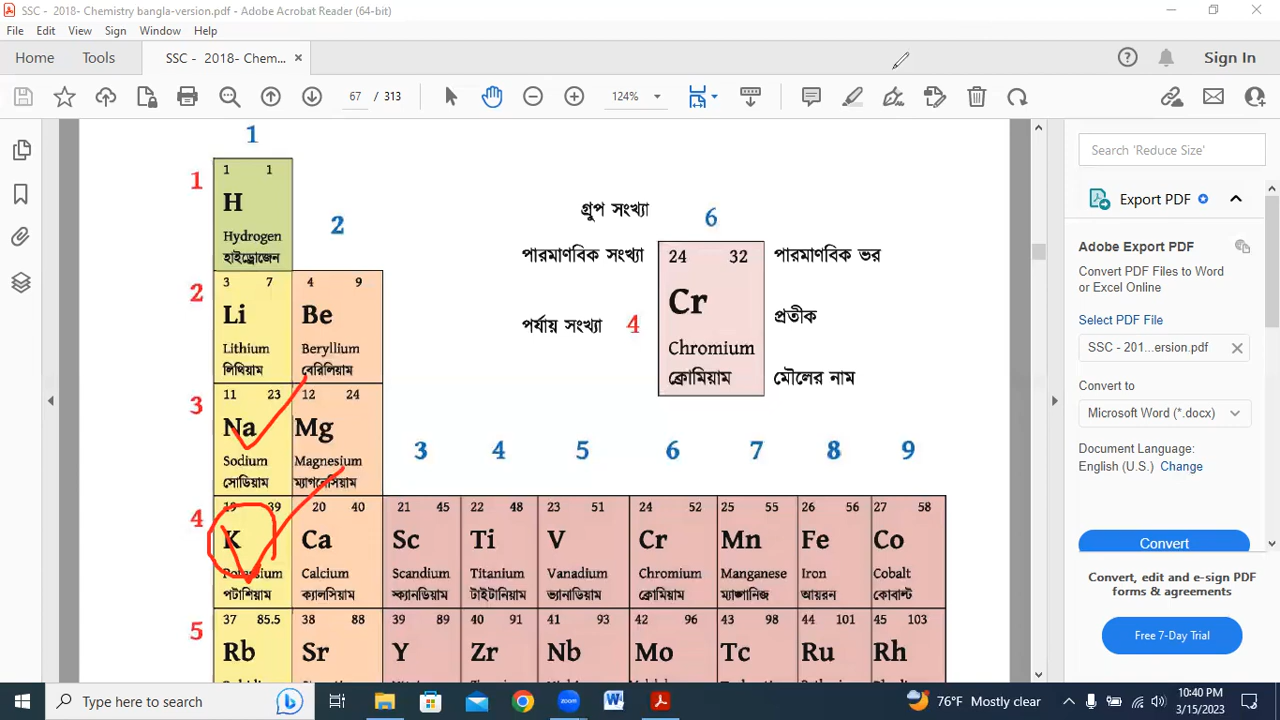 SSC - 2018- Chemistry bangla-version.pdf - Adobe Acrobat Reader (64-bit)
File Edit View Sign Window Help
Home Tools SSC - 2018- Chem... × Sign In
67 / 313 124%
1
1 1 1
H
Hydrogen
হাইড্রোজেন
2
গ্রুপ সংখ্যা 6
পারমাণবিক সংখ্যা 24 32 পারমাণবিক ভর
Cr প্রতীক
পর্যায় সংখ্যা 4
Chromium
ক্রোমিয়াম মৌলের নাম
2 3 7 4 9
Li Be
Lithium Beryllium
লিথিয়াম বেরিলিয়াম
3 11 23 12 24
Na Mg
Sodium Magnesium
সোডিয়াম ম্যাগনেসিয়াম
3 4 5 6 7 8 9
4 19 39 20 40 21 45 22 48 23 51 24 52 25 55 26 56 27 58
K Ca Sc Ti V Cr Mn Fe Co
Potassium Calcium Scandium Titanium Vanadium Chromium Manganese Iron Cobalt
পটাশিয়াম ক্যালসিয়াম স্ক্যানডিয়াম টাইটানিয়াম ভ্যানাডিয়াম ক্রোমিয়াম ম্যাঙ্গানিজ আয়রন কোবাল্ট
5 37 85.5 38 88 39 89 40 91 41 93 42 96 43 98 44 101 45 103
Rb Sr Y Zr Nb Mo Tc Ru Rh
Search 'Reduce Size'
Export PDF
Adobe Export PDF
Convert PDF Files to Word
or Excel Online
Select PDF File
SSC - 201...ersion.pdf ×
Convert to
Microsoft Word (*.docx)
Document Language:
English (U.S.) Change
Convert
Convert, edit and e-sign PDF
forms & agreements
Free 7-Day Trial
Type here to search
zoom
76°F Mostly clear
10:40 PM
3/15/2023